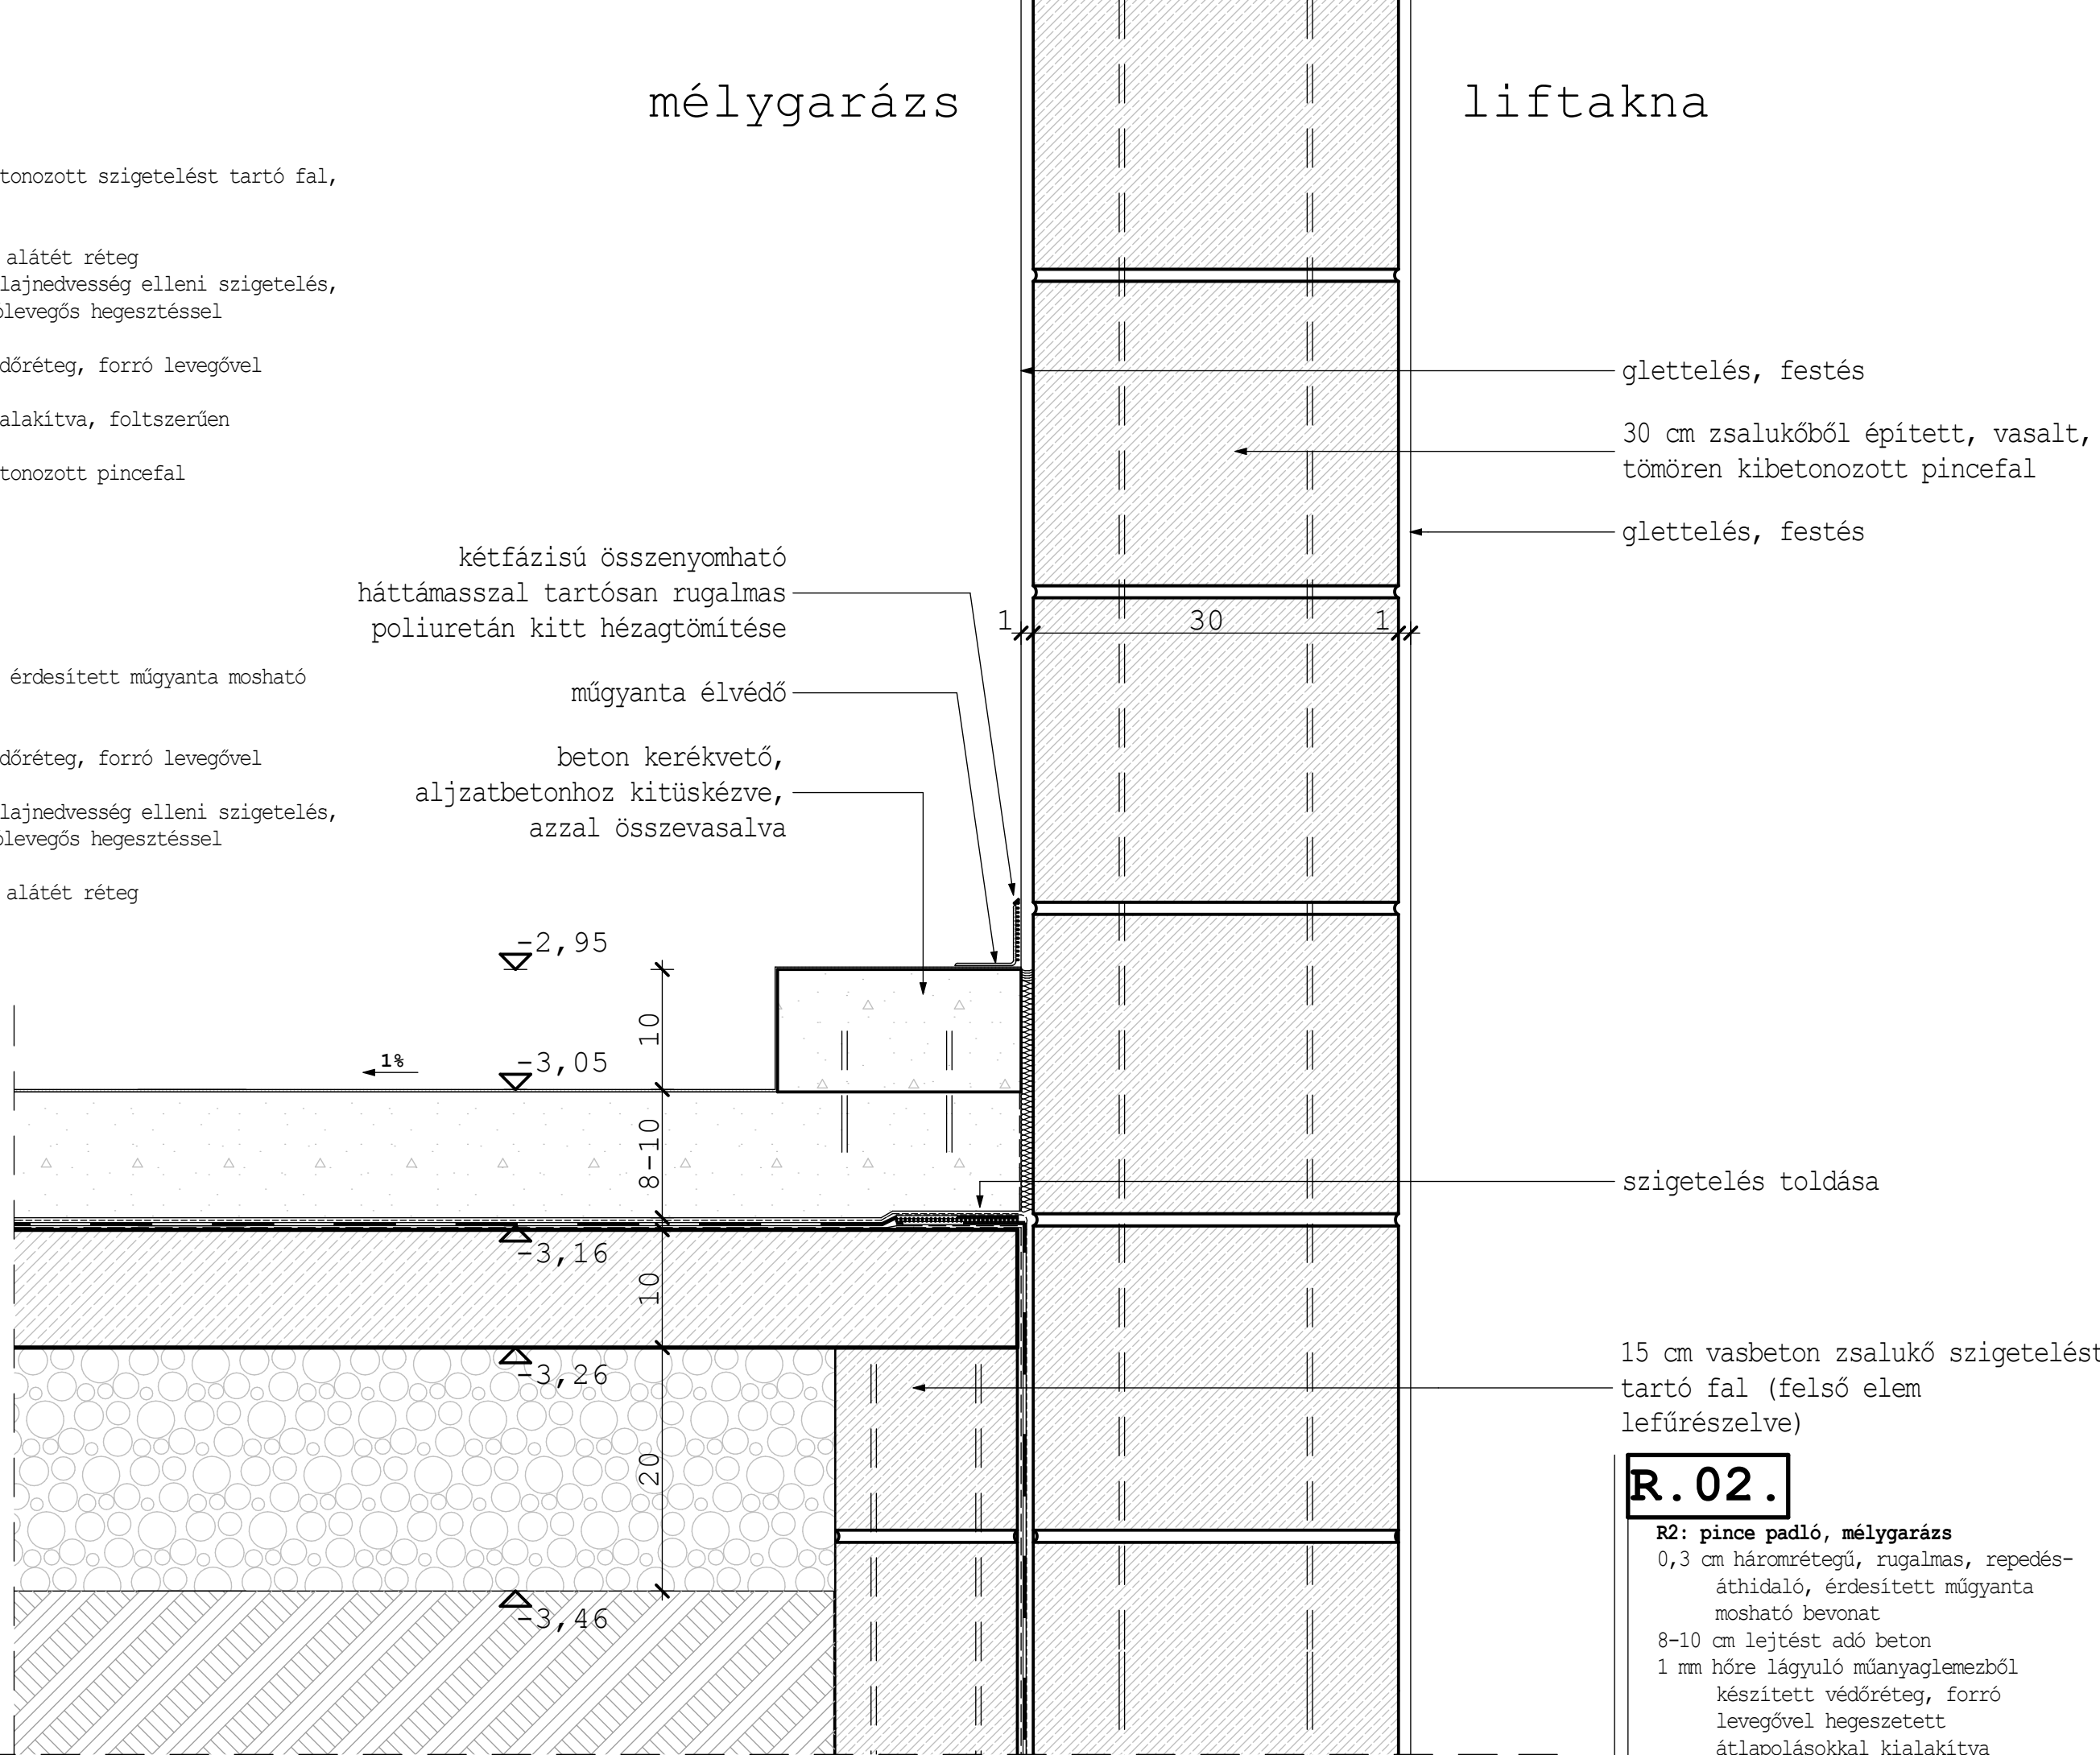 mélygarázs
liftakna
tonozott szigetelést tartó fal,
alátét réteg
lajnedvesség elleni szigetelés,
ólevegős hegesztéssel
dőréteg, forró levegővel
alakítva, foltszerűen
tonozott pincefal
érdesített műgyanta mosható
dőréteg, forró levegővel
lajnedvesség elleni szigetelés,
ólevegős hegesztéssel
alátét réteg
kétfázisú összenyomható
háttámasszal tartósan rugalmas
poliuretán kitt hézagtömítése
műgyanta élvédő
beton kerékvető,
aljzatbetonhoz kitüskézve,
azzal összevasalva
glettelés, festés
30 cm zsalukőből épített, vasalt,
tömören kibetonozott pincefal
glettelés, festés
1
30
1
-2,95
10
1%
-3,05
8-10
-3,16
10
-3,26
20
-3,46
szigetelés toldása
15 cm vasbeton zsalukő szigetelést
tartó fal (felső elem
lefűrészelve)
R.02.
R2: pince padló, mélygarázs
0,3 cm háromrétegű, rugalmas, repedés-
áthidaló, érdesített műgyanta
mosható bevonat
8-10 cm lejtést adó beton
1 mm hőre lágyuló műanyaglemezből
készített védőréteg, forró
levegővel hegeszetett
átlapolásokkal kialakítva